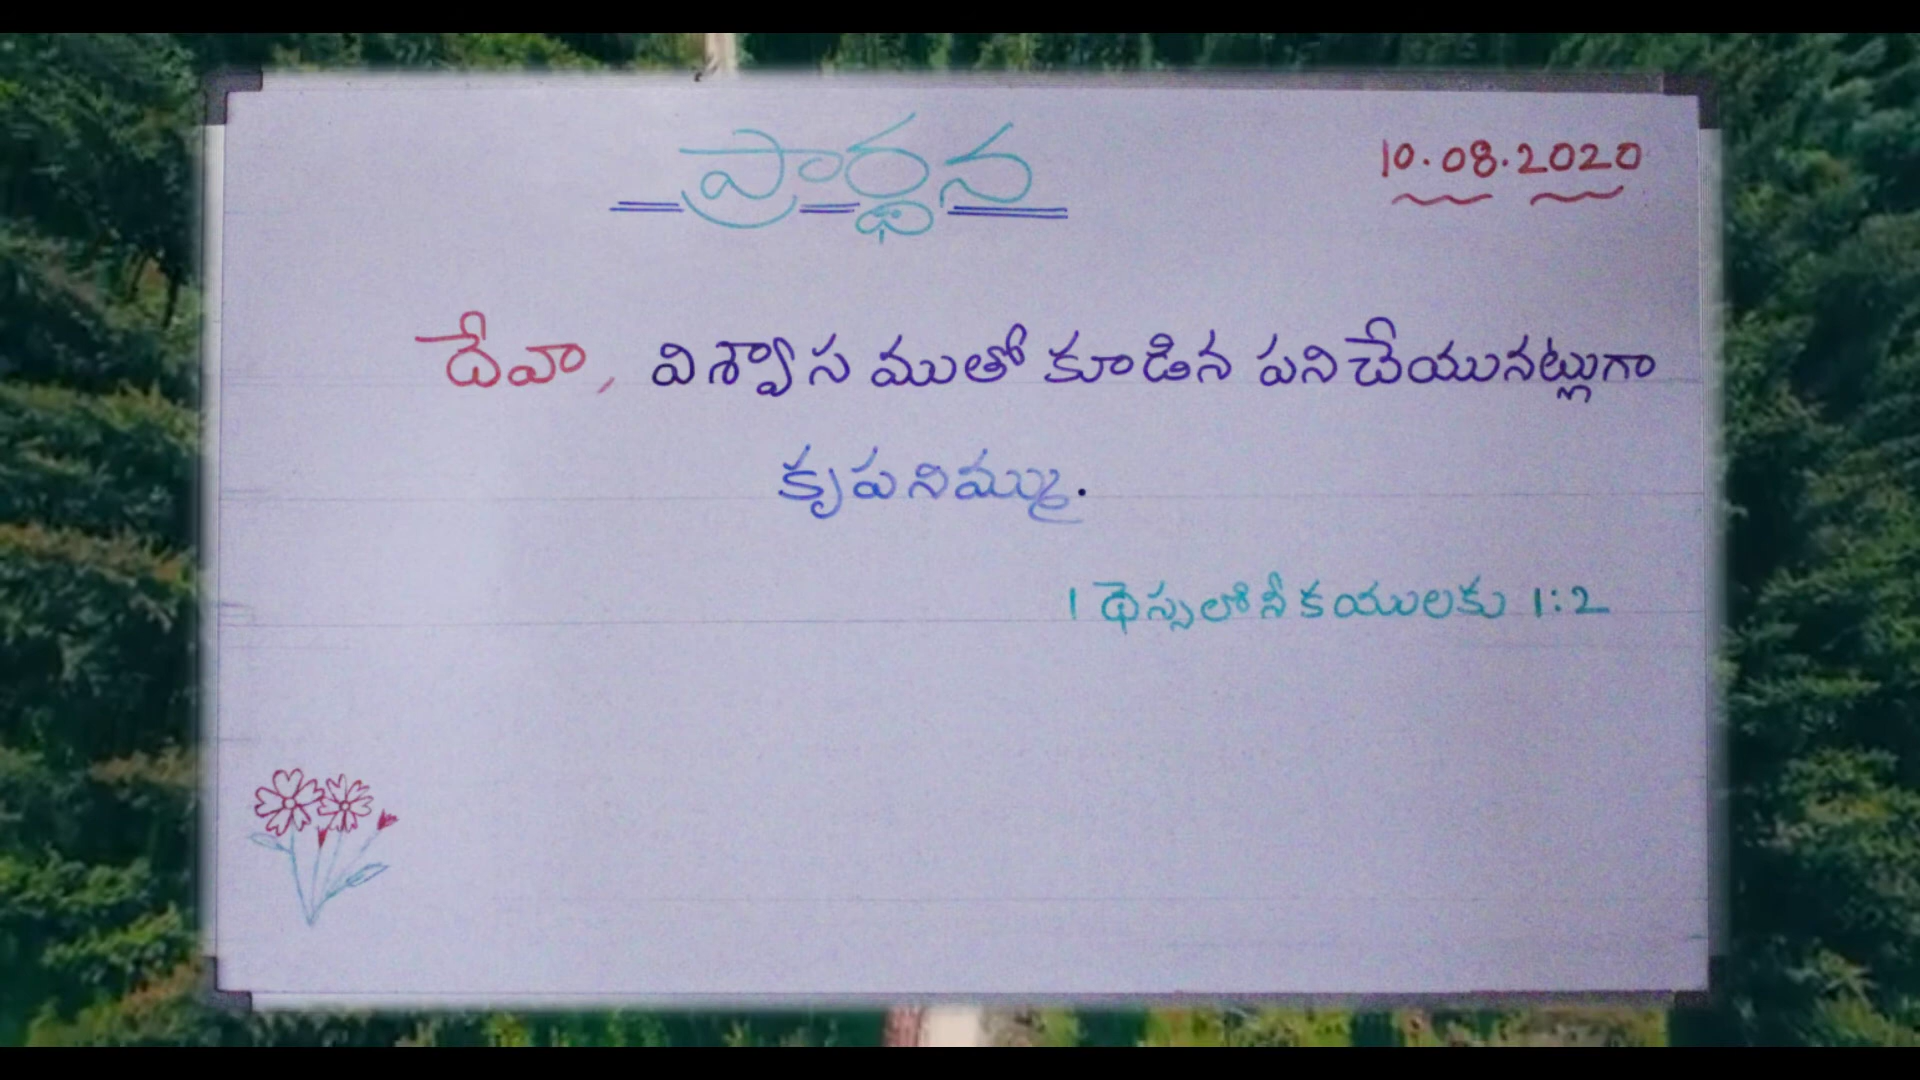 ప్రార్థన
10.08.2020
దేవా, విశ్వాసముతో కూడిన పనిచేయునట్లుగా
కృపనిమ్ము.
1 థెస్సలోనీకయులకు 1:2